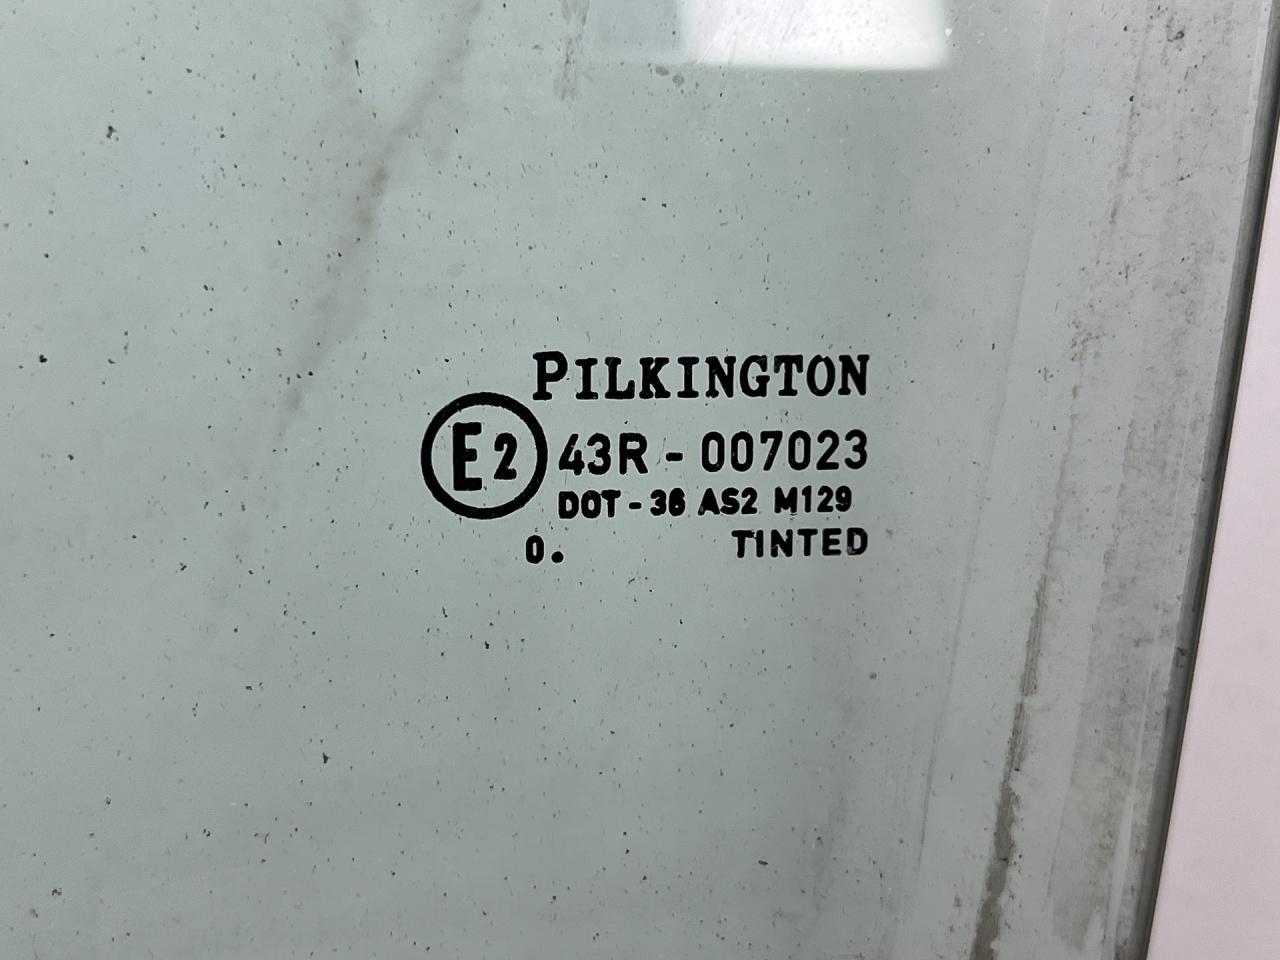 PILKINGTON
E2 43R - 007023
DOT - 36 AS2 M129
0. TINTED